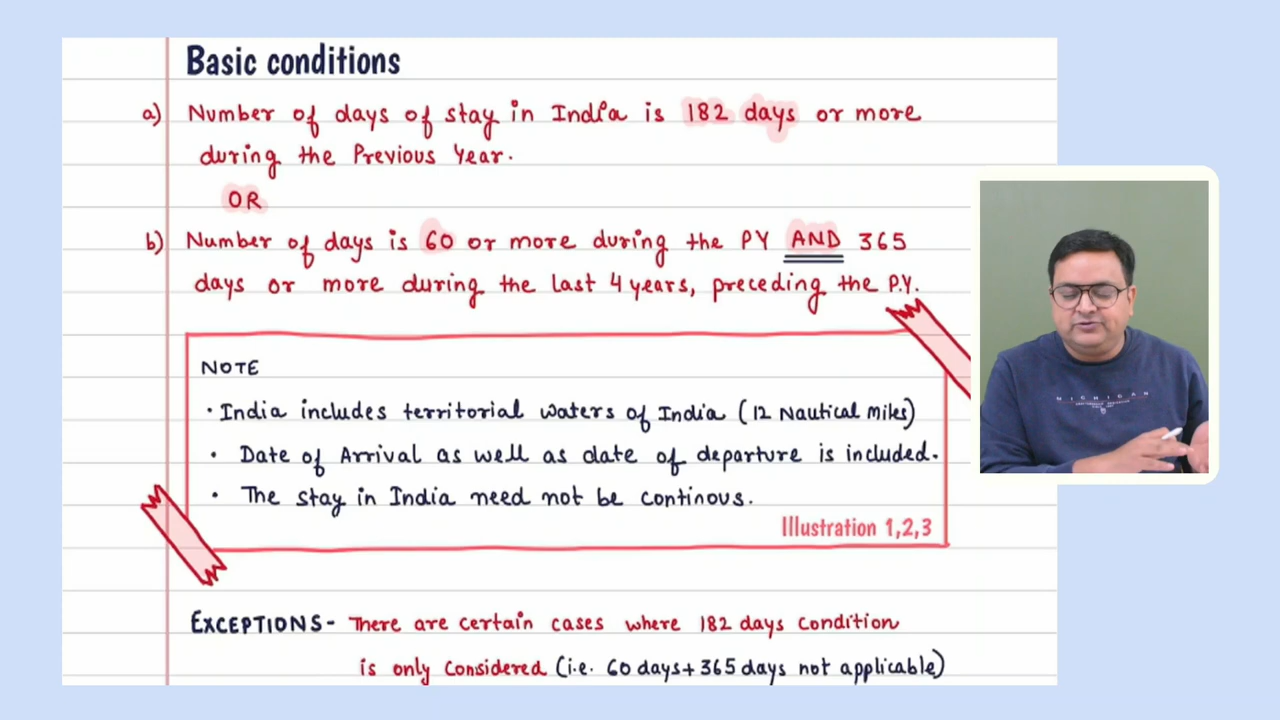 Basic conditions
a) Number of days of stay in India is 182 days or more
during the Previous Year.
OR
b) Number of days is 60 or more during the PY AND 365
days or more during the last 4 years, preceding the P.Y.
NOTE
• India includes territorial waters of India (12 Nautical Miles)
• Date of Arrival as well as date of departure is included.
• The stay in India need not be continous.
Illustration 1,2,3
EXCEPTIONS- There are certain cases where 182 days condition
is only considered (i.e. 60 days + 365 days not applicable)
MICHIGAN